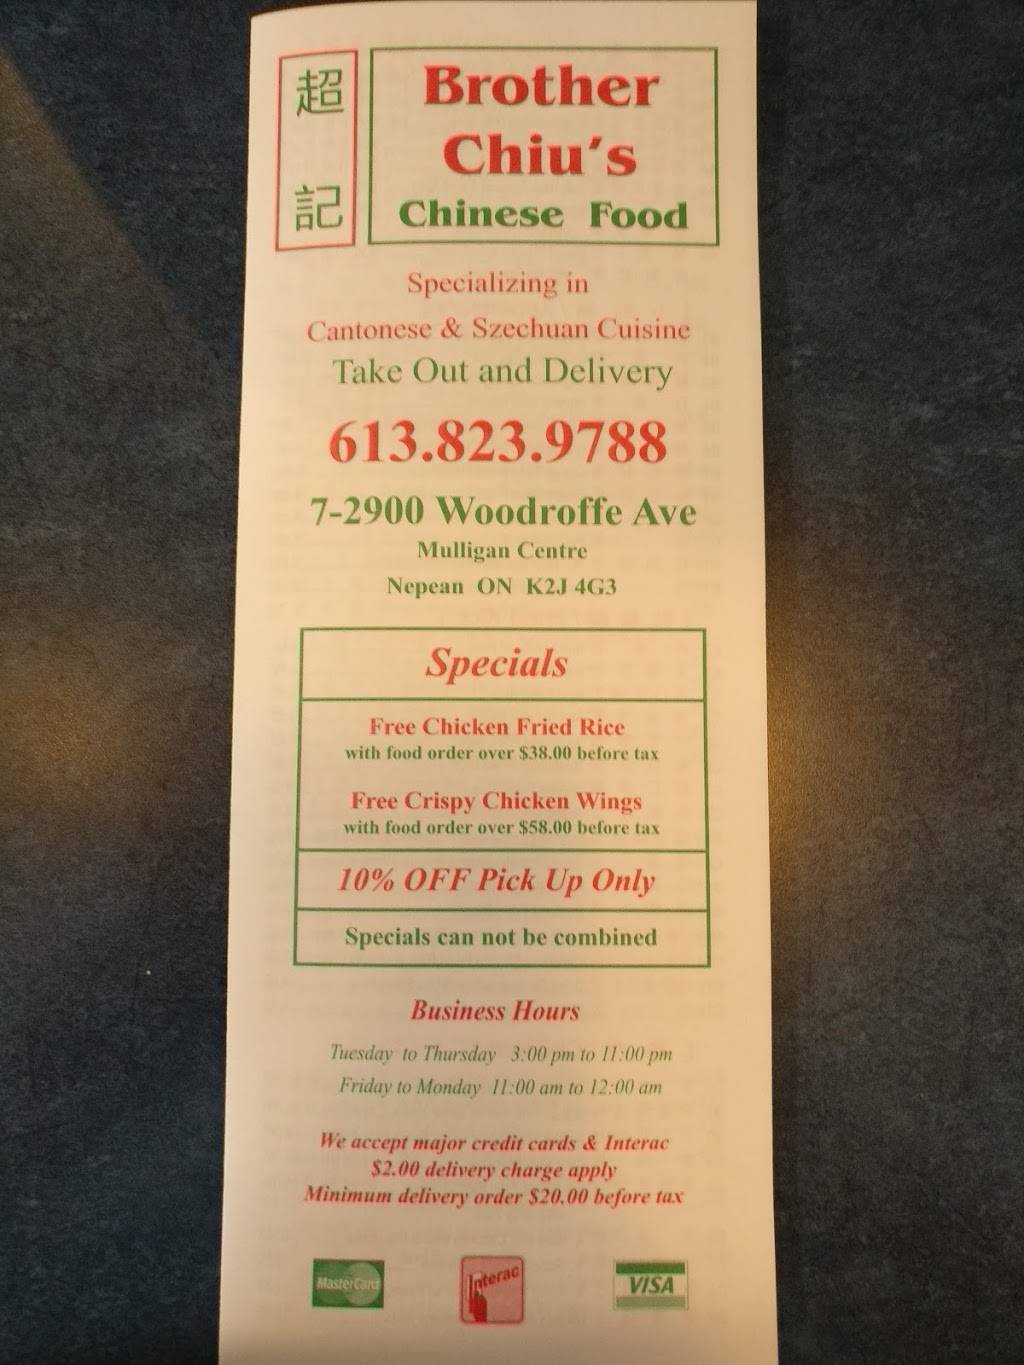 超記
Brother
Chiu's
Chinese Food
Specializing in
Cantonese & Szechuan Cuisine
Take Out and Delivery
613.823.9788
7-2900 Woodroffe Ave
Mulligan Centre
Nepean ON K2J 4G3
Specials
Free Chicken Fried Rice
with food order over $38.00 before tax
Free Crispy Chicken Wings
with food order over $58.00 before tax
10% OFF Pick Up Only
Specials can not be combined
Business Hours
Tuesday to Thursday 3:00 pm to 11:00 pm
Friday to Monday 11:00 am to 12:00 am
We accept major credit cards & Interac
$2.00 delivery charge apply
Minimum delivery order $20.00 before tax
MasterCard
Interac
VISA